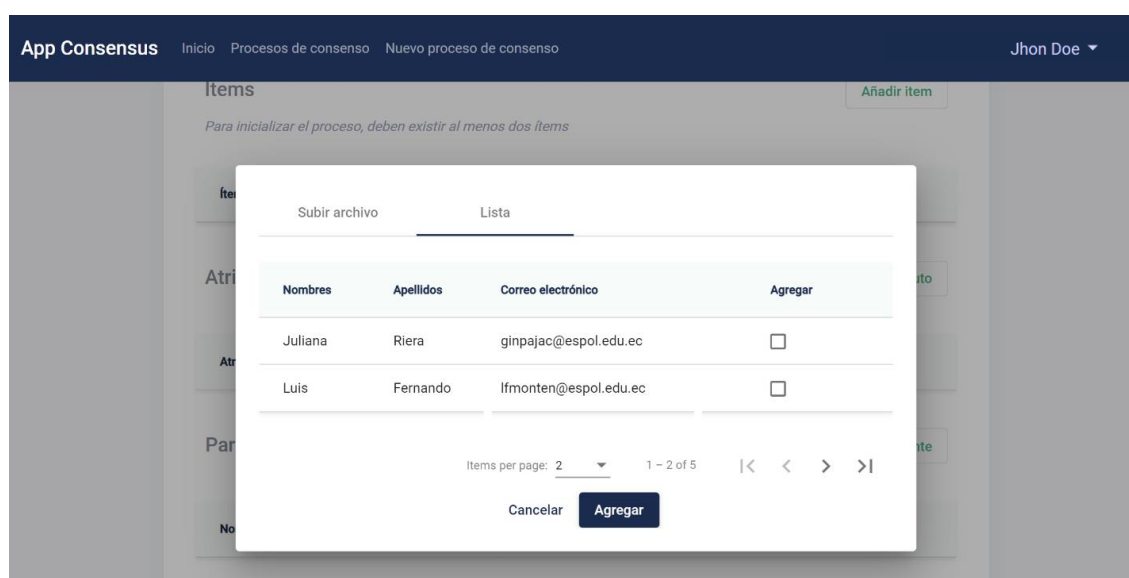 App Consensus Inicio Procesos de consenso Nuevo proceso de consenso Jhon Doe
Items Añadir item
Para inicializar el proceso, deben existir al menos dos ítems
Subir archivo Lista
Nombres Apellidos Correo electrónico Agregar
Juliana Riera ginpajac@espol.edu.ec
Luis Fernando lfmonten@espol.edu.ec
Items per page: 2 1 – 2 of 5
Cancelar Agregar